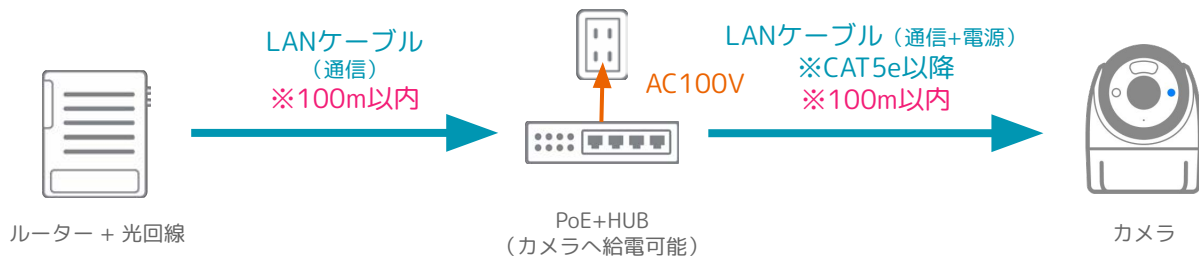 LANケーブル
（通信）
※100m以内
AC100V
LANケーブル（通信+電源）
※CAT5e以降
※100m以内
ルーター + 光回線
PoE+HUB
（カメラへ給電可能）
カメラ